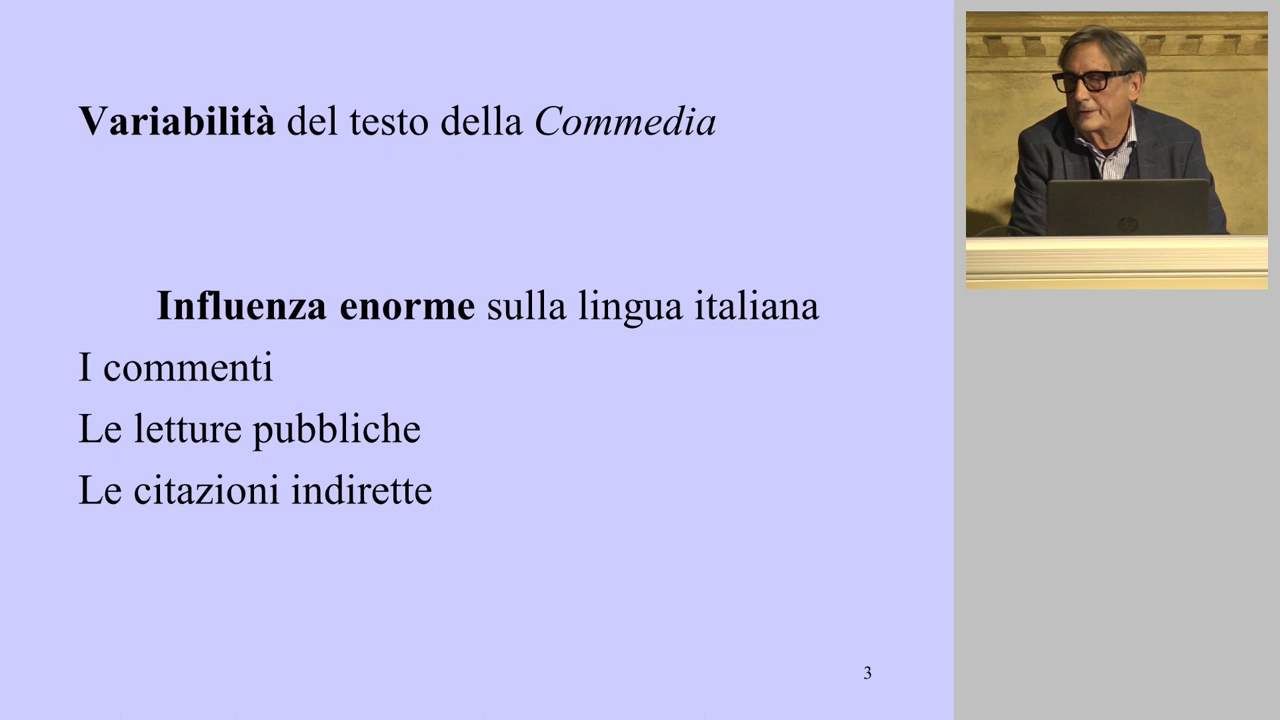 Variabilità del testo della Commedia
Influenza enorme sulla lingua italiana
I commenti
Le letture pubbliche
Le citazioni indirette
3